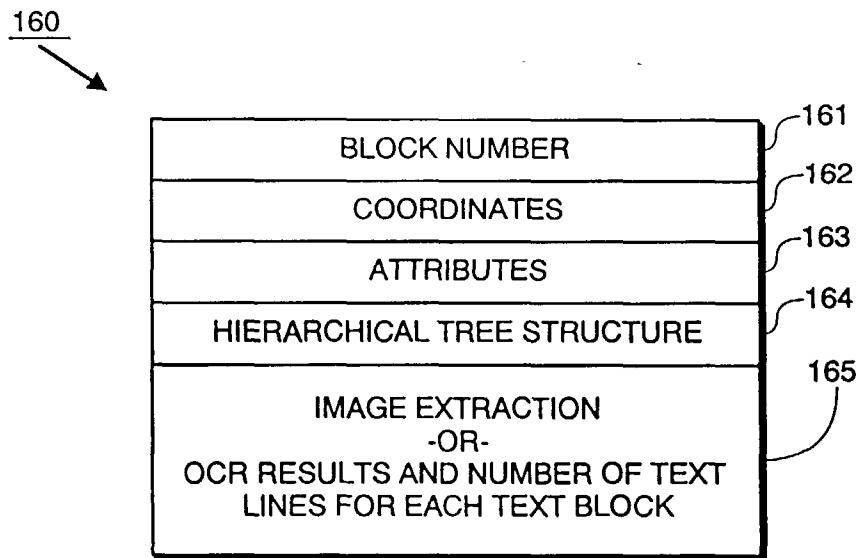 160
BLOCK NUMBER
161
COORDINATES
162
ATTRIBUTES
163
HIERARCHICAL TREE STRUCTURE
164
IMAGE EXTRACTION
-OR-
OCR RESULTS AND NUMBER OF TEXT
LINES FOR EACH TEXT BLOCK
165